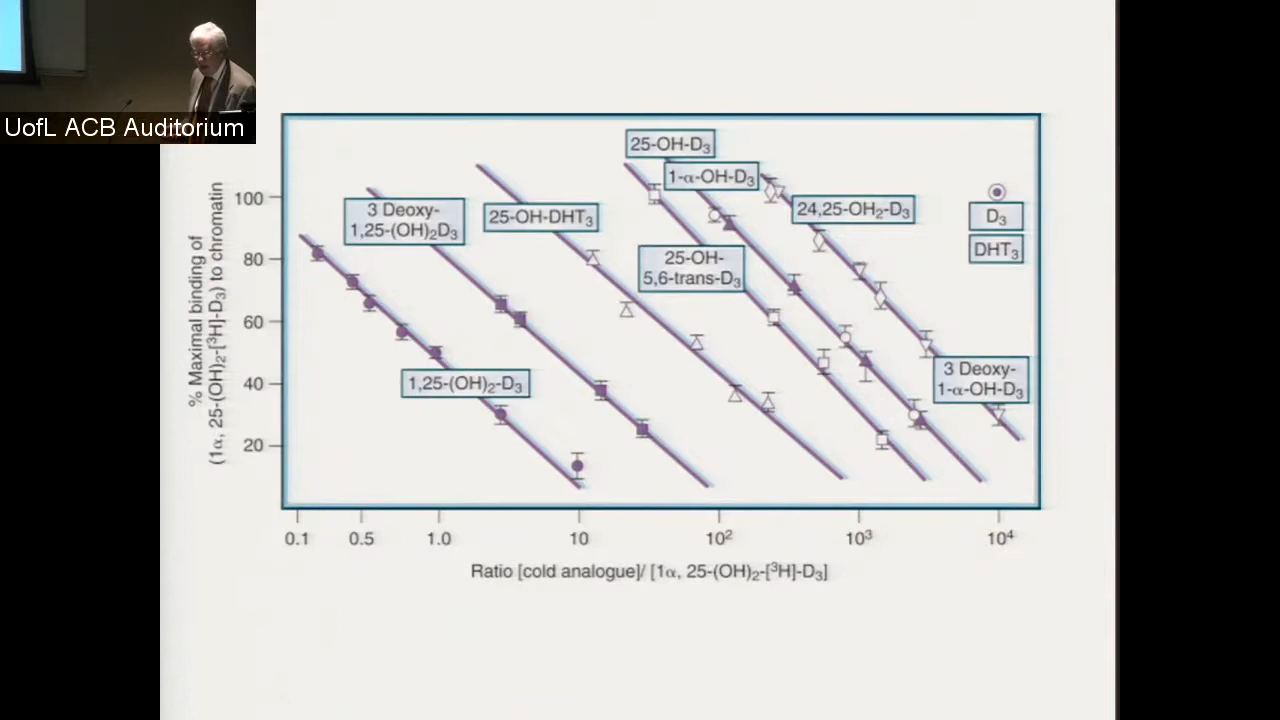 UofL ACB Auditorium
25-OH-D₃
1-α-OH-D₃
3 Deoxy-
1,25-(OH)₂D₃
25-OH-DHT₃
24,25-OH₂-D₃
D₃
DHT₃
25-OH-
5,6-trans-D₃
1,25-(OH)₂-D₃
3 Deoxy-
1-α-OH-D₃
% Maximal binding of
(1α, 25-(OH)₂-[³H]-D₃) to chromatin
100
80
60
40
20
0.1 0.5 1.0 10 10² 10³ 10⁴
Ratio [cold analogue]/ [1α, 25-(OH)₂-[³H]-D₃]